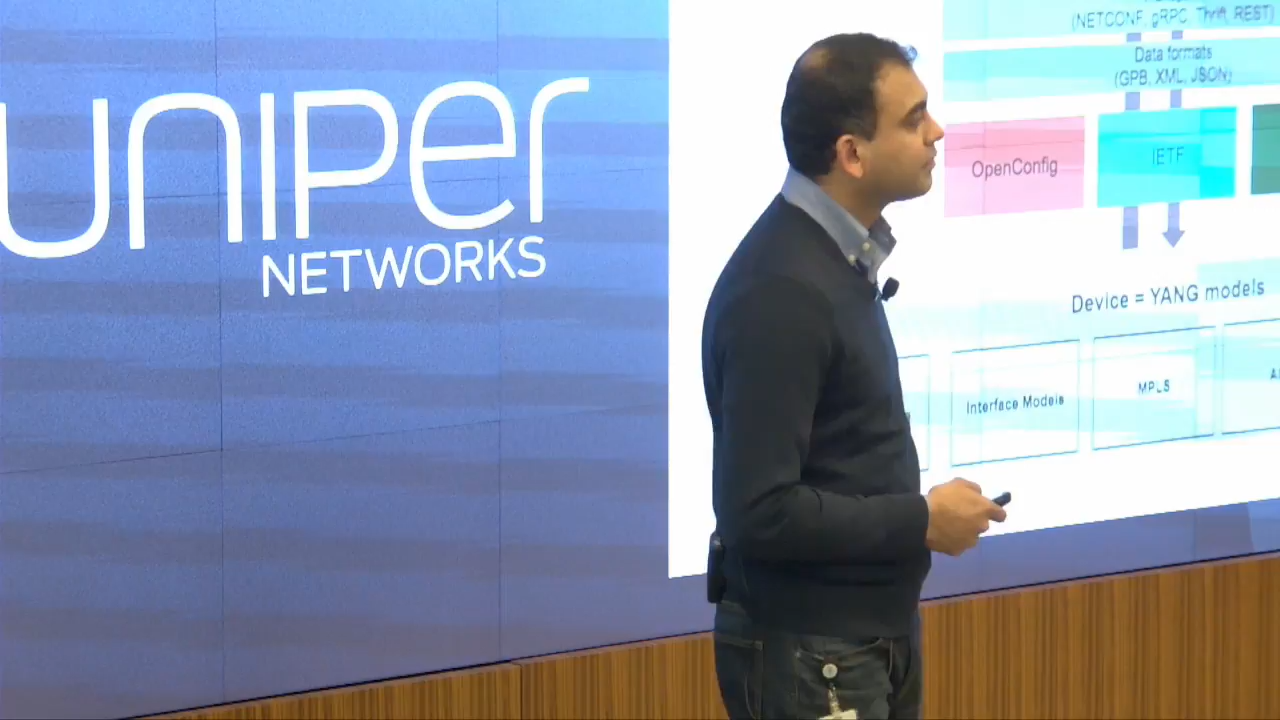 uniper
NETWORKS
(NETCONF, gRPC, Thrift, REST)
Data formats
(GPB, XML, JSON)
OpenConfig
IETF
Device = YANG models
Interface Models
MPLS